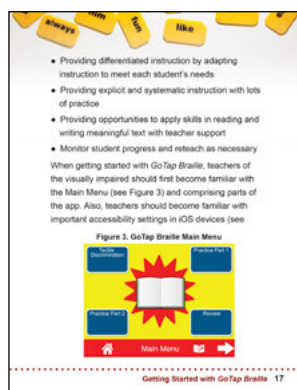 always
him
fun
like
● Providing differentiated instruction by adapting
instruction to meet each student's needs
● Providing explicit and systematic instruction with lots
of practice
● Providing opportunities to apply skills in reading and
writing meaningful text with teacher support
● Monitor student progress and reteach as necessary
When getting started with GoTap Braille, teachers of
the visually impaired should first become familiar with
the Main Menu (see Figure 3) and comprising parts of
the app. Also, teachers should become familiar with
important accessibility settings in iOS devices (see
Figure 3. GoTap Braille Main Menu
Tactile
Discrimination
Practice Part 1
Practice Part 2
Review
Main Menu
Getting Started with GoTap Braille 17